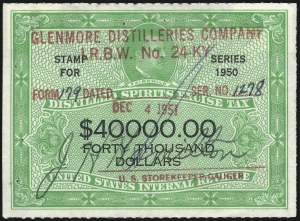 GLENMORE DISTILLERIES COMPANY
I.R.B.W. No. 24 KY.
STAMP FOR SERIES 1950
FORM 179 DATED SER. NO. 1278
DISTILLED SPIRITS EXCISE TAX
DEC 4 1951
$40000.00
FORTY THOUSAND
DOLLARS
U. S. STOREKEEPER-GAUGER
UNITED STATES INTERNAL REVENUE